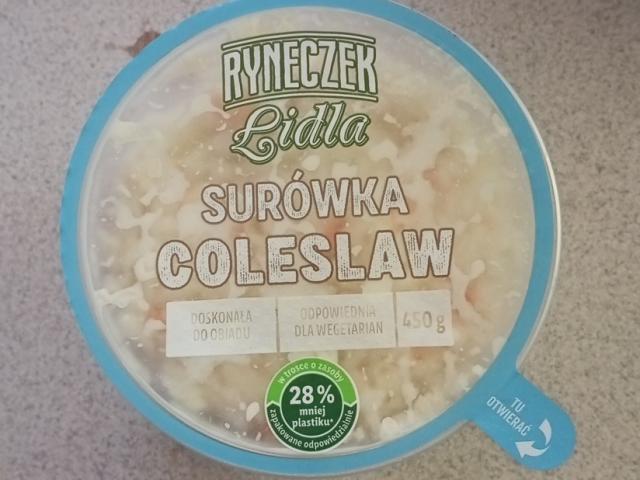 RYNECZEK
Lidla
SURÓWKA
COLESLAW
DOSKONAŁA
DO OBIADU
ODPOWIEDNIA
DLA WEGETARIAN
450 g
w trosce o zasoby
28%
mniej
plastiku*
zapakowane odpowiedzialnie
TU
OTWIERAĆ